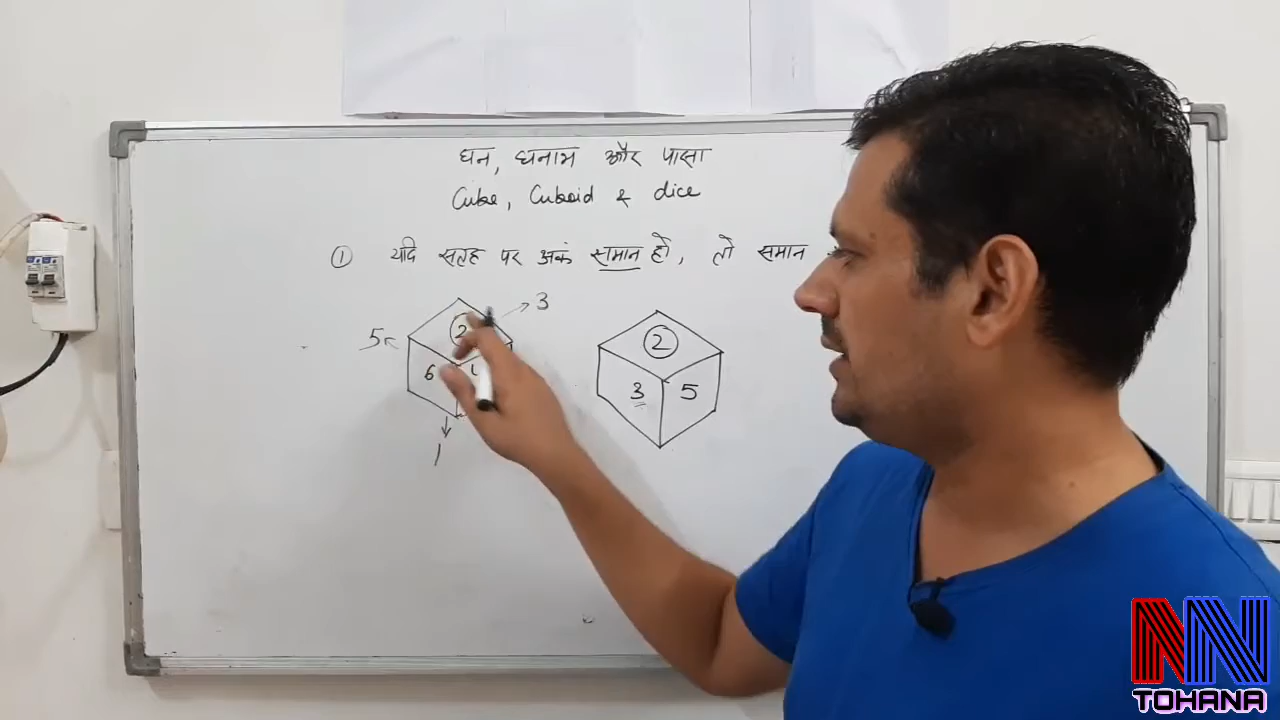 घन, घनाभ और पासा
Cube, Cuboid & dice
① यदि सतह पर अकं समान हो, तो समान
3
5
2
6
1
2
3 5
NN
TOHANA